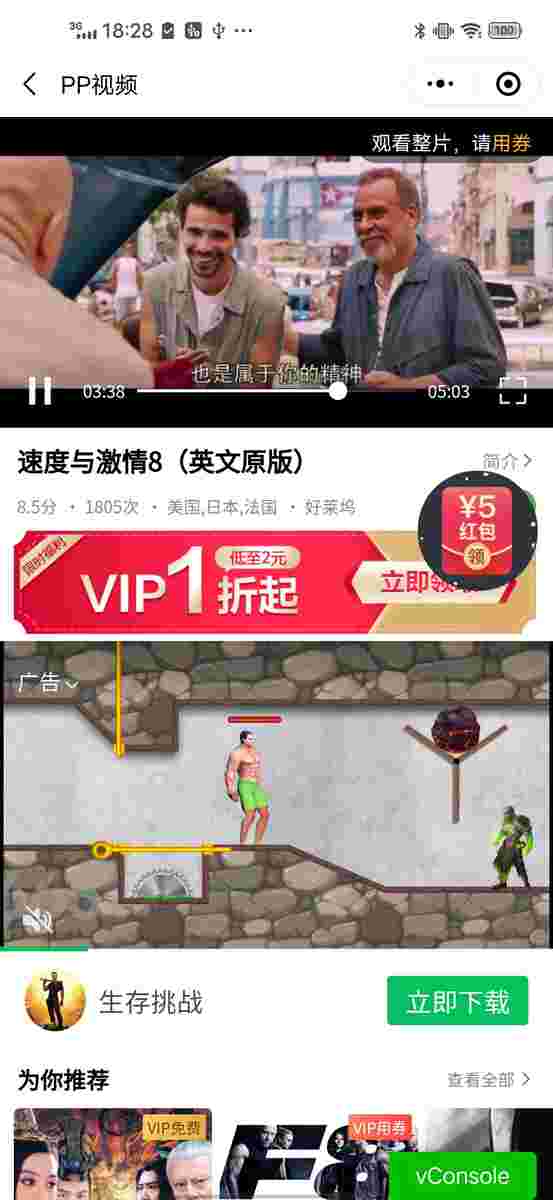 3G 18:28 100
PP视频
观看整片，请用券
也是属于你的精神
03:38 05:03
速度与激情8（英文原版） 简介
8.5分 · 1805次 · 美国,日本,法国 · 好莱坞
¥5
红包
领
限时福利
VIP1折起
低至2元
广告
生存挑战
立即下载
为你推荐 查看全部
VIP免费
VIP用券
F8
vConsole